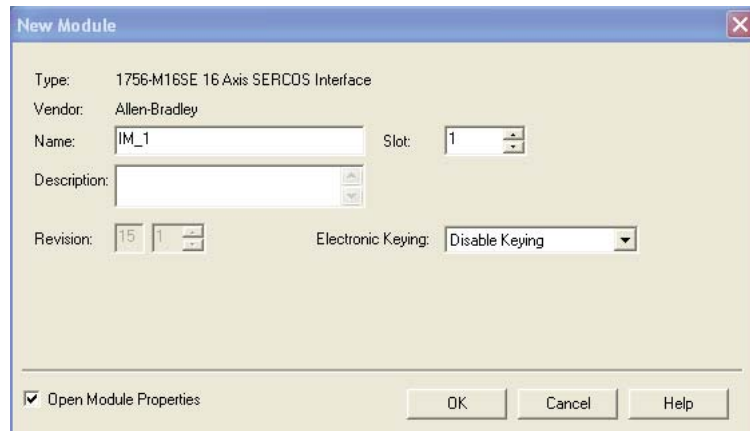 New Module
Type: 1756-M16SE 16 Axis SERCOS Interface
Vendor: Allen-Bradley
Name: IM_1 Slot: 1
Description:
Revision: 15 1 Electronic Keying: Disable Keying
Open Module Properties OK Cancel Help